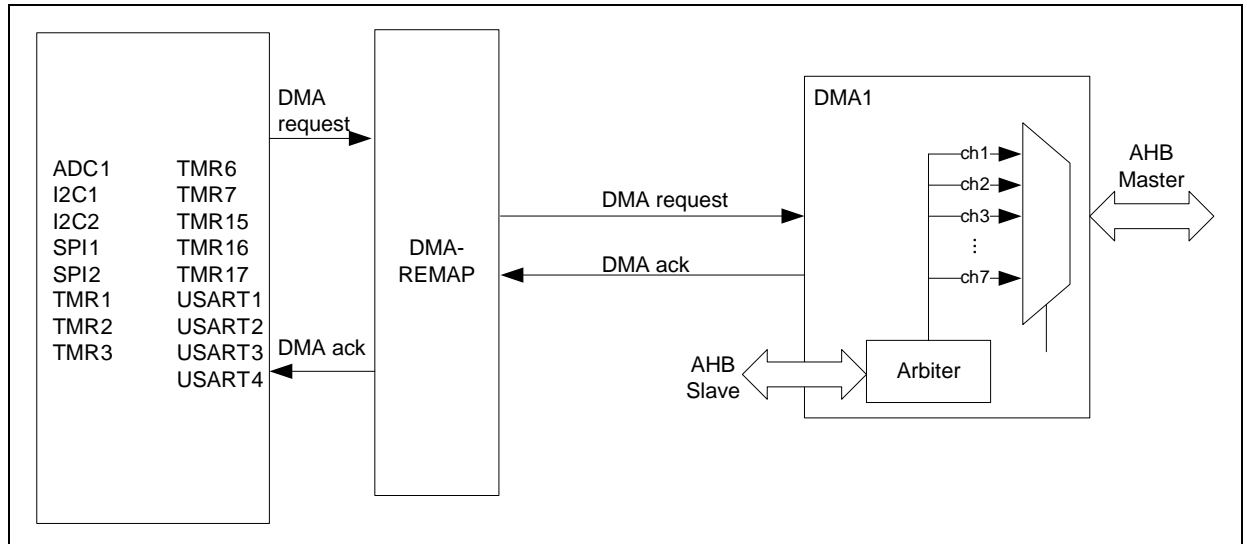 DMA
request
ADC1
I2C1
I2C2
SPI1
SPI2
TMR1
TMR2
TMR3
TMR6
TMR7
TMR15
TMR16
TMR17
USART1
USART2
USART3
USART4
DMA ack
DMA-
REMAP
DMA request
DMA ack
DMA1
ch1
ch2
ch3
...
ch7
Arbiter
AHB
Slave
AHB
Master